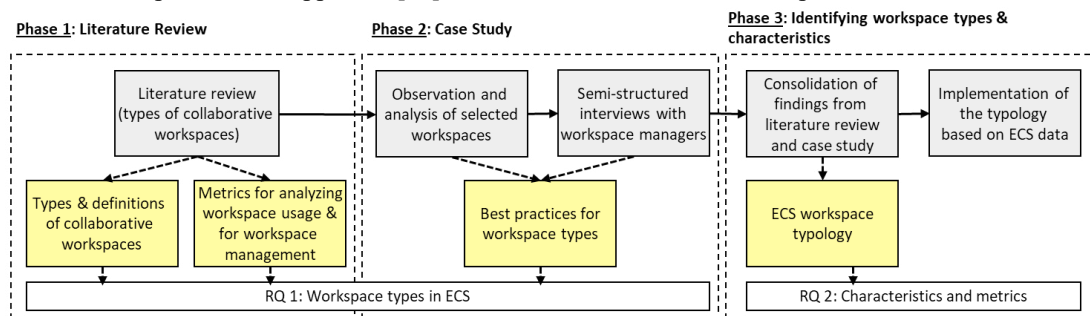 Phase 1: Literature Review
Phase 2: Case Study
Phase 3: Identifying workspace types &
characteristics
Literature review
(types of collaborative
workspaces)
Observation and
analysis of selected
workspaces
Semi-structured
interviews with
workspace managers
Consolidation of
findings from
literature review
and case study
Implementation of
the typology
based on ECS data
Types & definitions
of collaborative
workspaces
Metrics for analyzing
workspace usage &
for workspace
management
Best practices for
workspace types
ECS workspace
typology
RQ 1: Workspace types in ECS
RQ 2: Characteristics and metrics